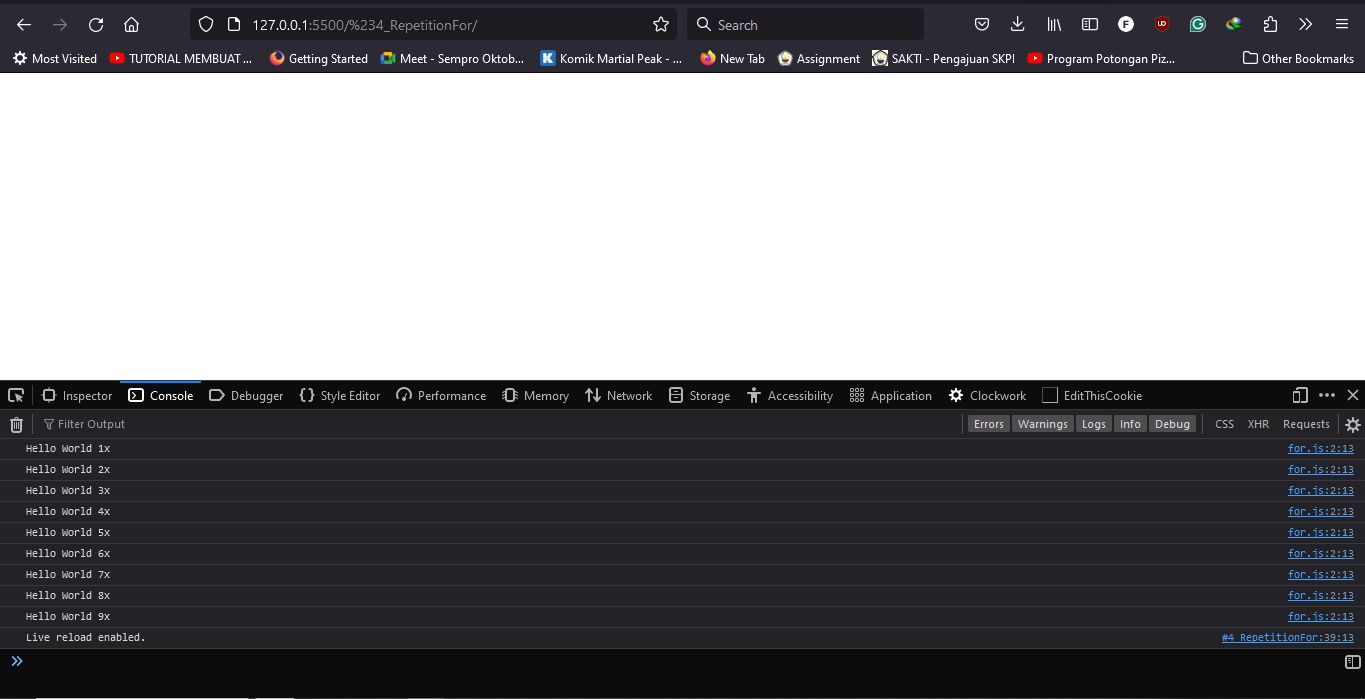 127.0.0.1:5500/%234_RepetitionFor/ Search F
Most Visited TUTORIAL MEMBUAT ... Getting Started Meet - Sempro Oktob... K Komik Martial Peak - ... New Tab Assignment SAKTI - Pengajuan SKPI Program Potongan Piz... Other Bookmarks
Inspector Console Debugger Style Editor Performance Memory Network Storage Accessibility Application Clockwork EditThisCookie
Filter Output Errors Warnings Logs Info Debug CSS XHR Requests
Hello World 1x for.js:2:13
Hello World 2x for.js:2:13
Hello World 3x for.js:2:13
Hello World 4x for.js:2:13
Hello World 5x for.js:2:13
Hello World 6x for.js:2:13
Hello World 7x for.js:2:13
Hello World 8x for.js:2:13
Hello World 9x for.js:2:13
Live reload enabled. #4_RepetitionFor:39:13